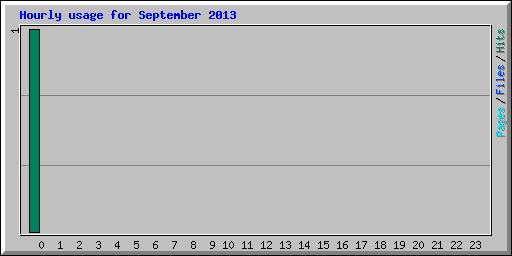 Hourly usage for September 2013
1
Pages/Files/Hits
0 1 2 3 4 5 6 7 8 9 10 11 12 13 14 15 16 17 18 19 20 21 22 23